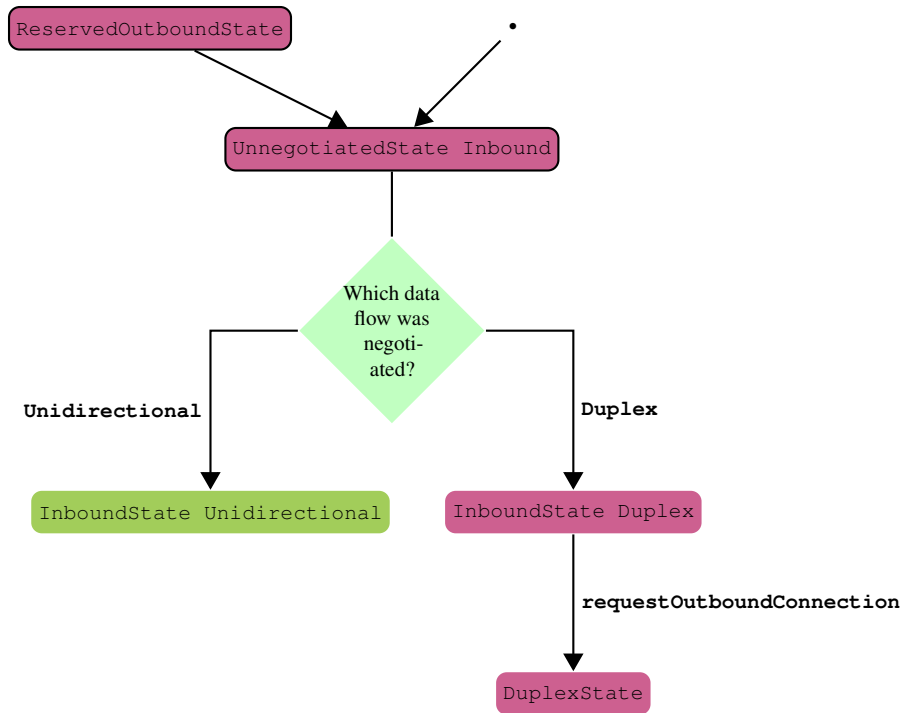 ReservedOutboundState
UnnegotiatedState Inbound
Which data
flow was
negoti-
ated?
Unidirectional
Duplex
InboundState Unidirectional
InboundState Duplex
requestOutboundConnection
DuplexState